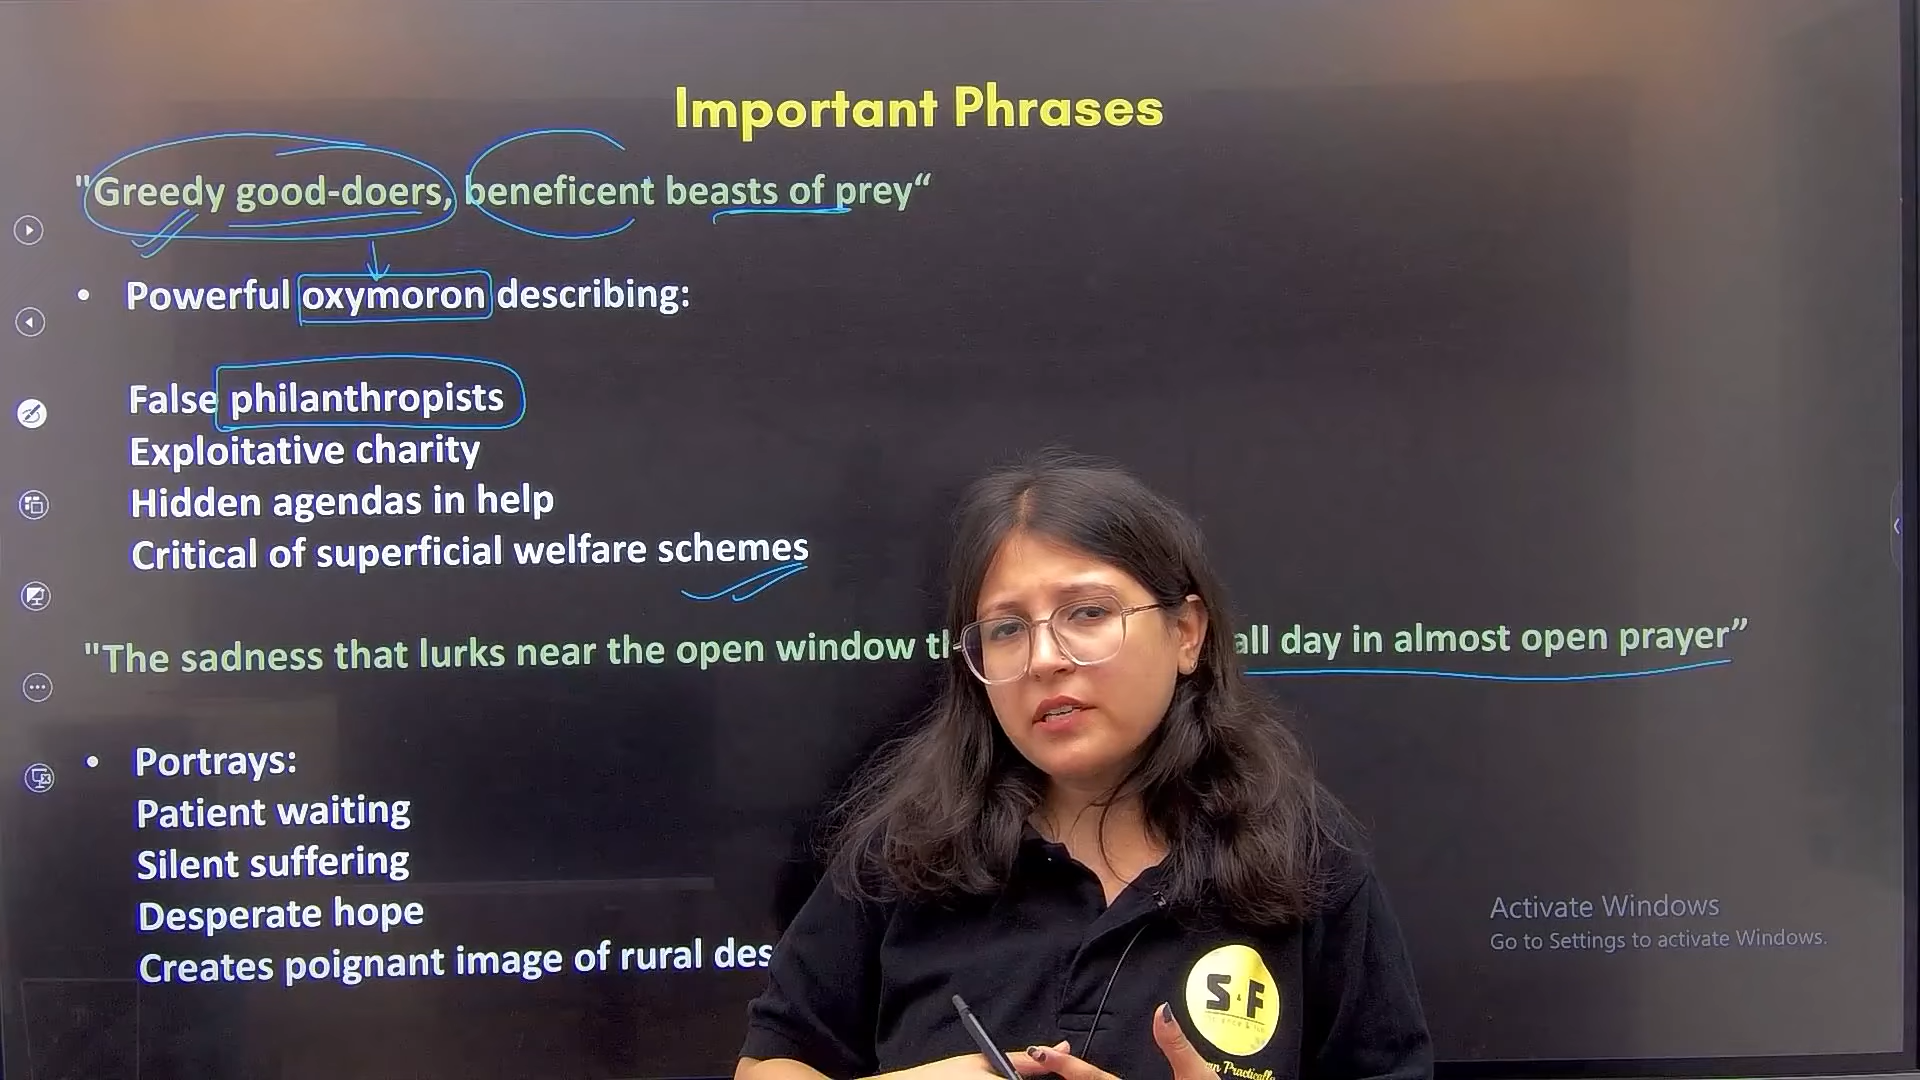 Important Phrases
"Greedy good-doers, beneficent beasts of prey“
• Powerful oxymoron describing:
False philanthropists
Exploitative charity
Hidden agendas in help
Critical of superficial welfare schemes
"The sadness that lurks near the open window all day in almost open prayer”
• Portrays:
Patient waiting
Silent suffering
Desperate hope
Creates poignant image of rural
Activate Windows
Go to Settings to activate Windows.
S&F
Practically